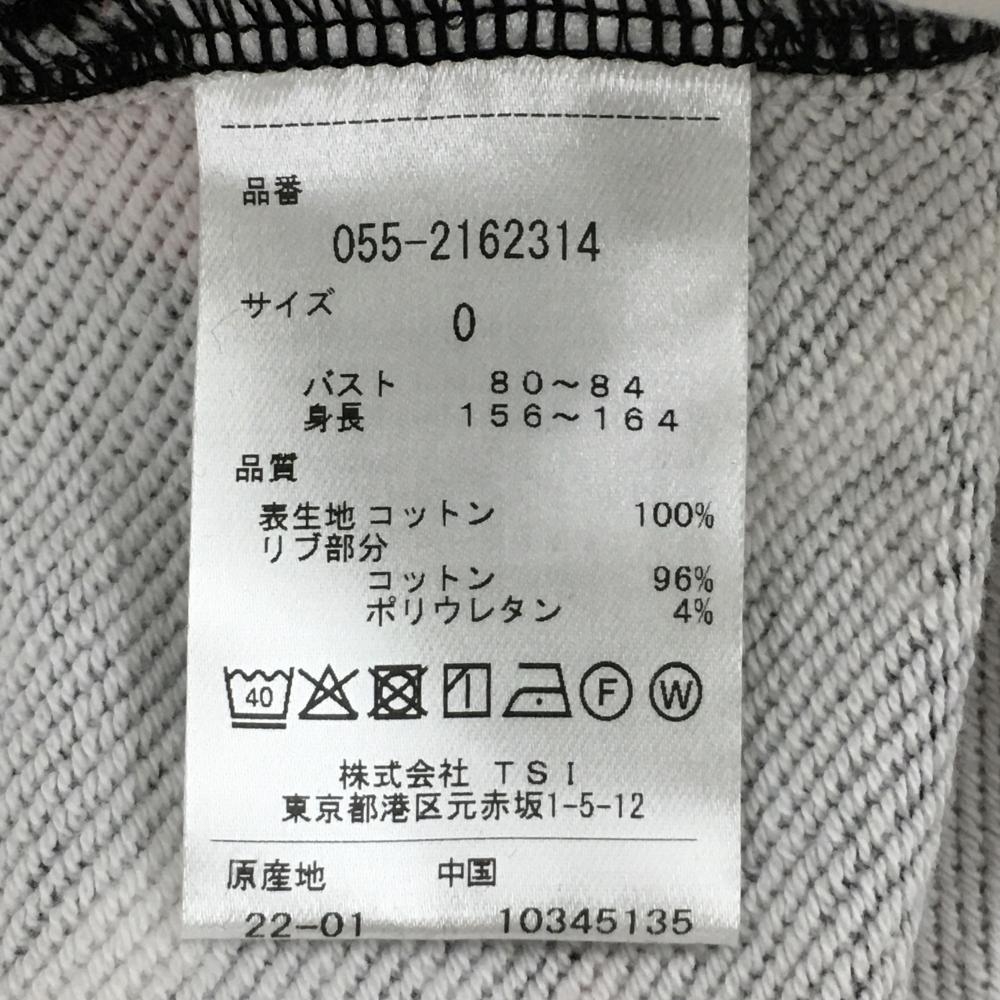 品番
055-2162314
サイズ
0
バスト 80～84
身長 156～164
品質
表生地 コットン 100%
リブ部分
コットン 96%
ポリウレタン 4%
40 F W
株式会社 TSI
東京都港区元赤坂1-5-12
原産地 中国
22-01 10345135